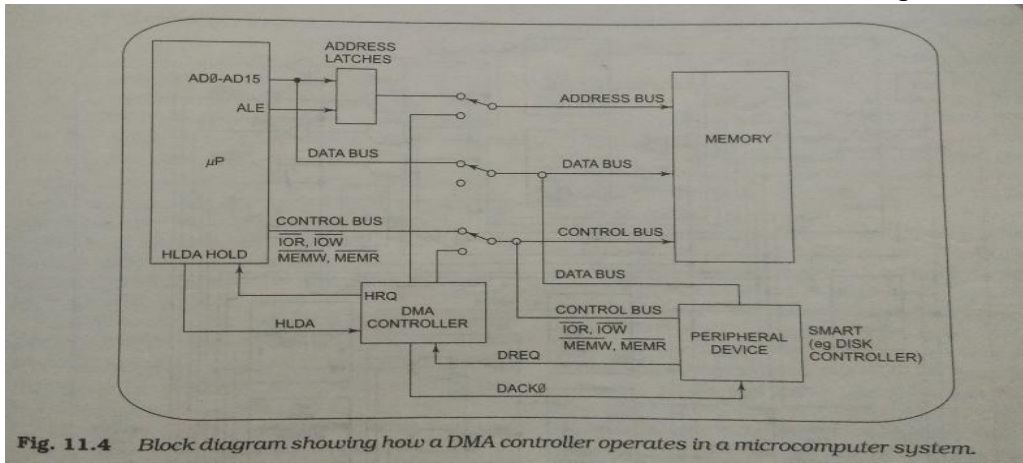 ADDRESS
LATCHES
AD0-AD15
ALE
ADDRESS BUS
MEMORY
μP
DATA BUS
DATA BUS
CONTROL BUS
IOR, IOW
MEMW, MEMR
CONTROL BUS
HLDA HOLD
DATA BUS
HRQ
DMA
CONTROLLER
HLDA
CONTROL BUS
IOR, IOW
MEMW, MEMR
PERIPHERAL
DEVICE
SMART
(eg DISK
CONTROLLER)
DREQ
DACK0
Fig. 11.4 Block diagram showing how a DMA controller operates in a microcomputer system.